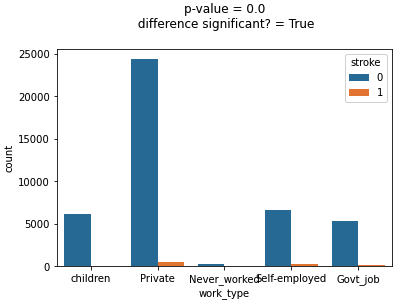 p-value = 0.0
difference significant? = True
stroke
0
1
25000
20000
15000
10000
5000
0
count
children
Private
Never_worked
Self-employed
Govt_job
work_type